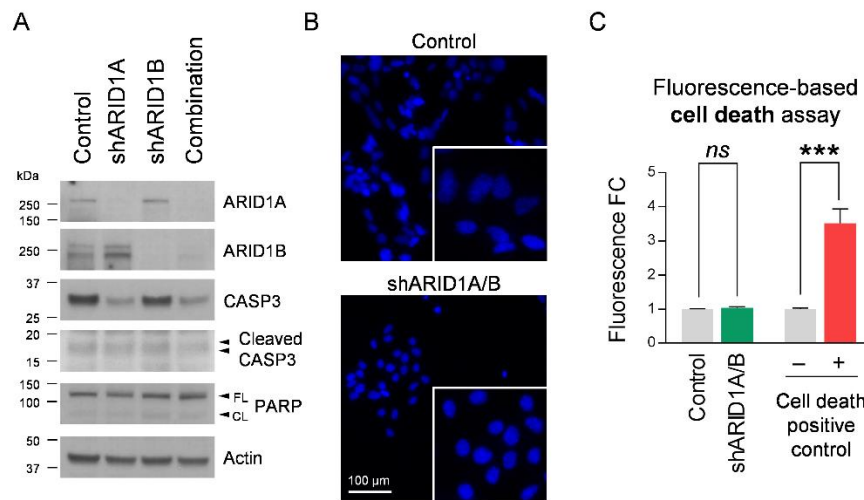 A
Control
shARID1A
shARID1B
Combination
kDa
250
150
ARID1A
250
ARID1B
37
25
CASP3
20
15
Cleaved
CASP3
150
100
FL
CL
PARP
50
37
Actin
B
Control
shARID1A/B
100 µm
C
Fluorescence-based
cell death assay
ns
***
Fluorescence FC
5
4
3
2
1
0
Control
shARID1A/B
– +
Cell death
positive
control